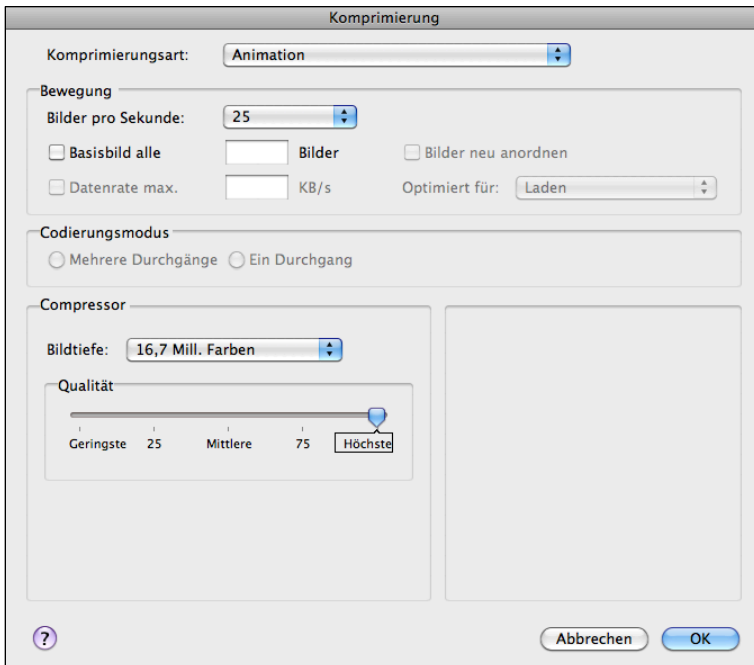 Komprimierung
Komprimierungsart: Animation
Bewegung
Bilder pro Sekunde: 25
Basisbild alle Bilder Bilder neu anordnen
Datenrate max. KB/s Optimiert für: Laden
Codierungsmodus
Mehrere Durchgänge Ein Durchgang
Compressor
Bildtiefe: 16,7 Mill. Farben
Qualität
Geringste 25 Mittlere 75 Höchste
? Abbrechen OK